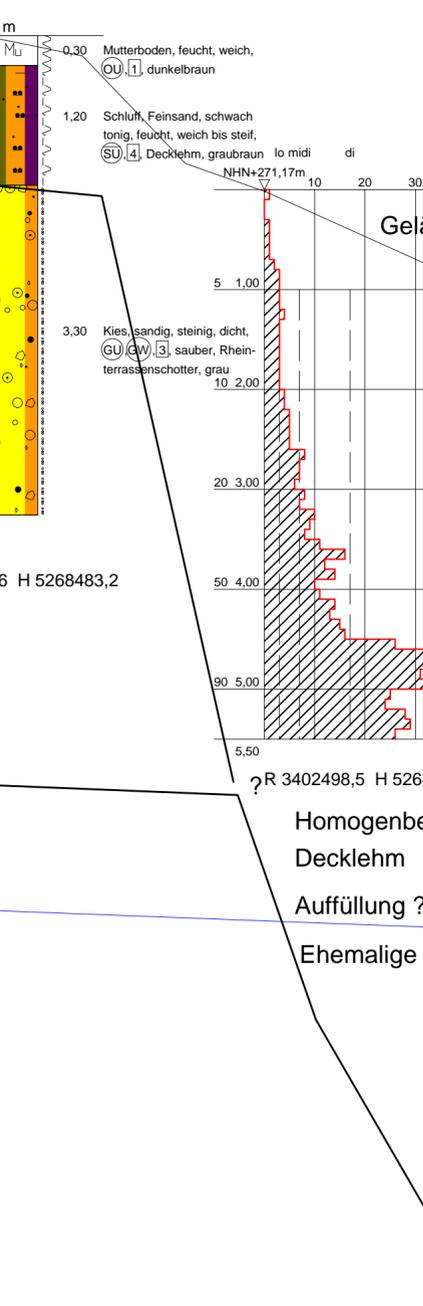 m
Mu
0,30 Mutterboden, feucht, weich,
OU, 1, dunkelbraun
1,20 Schluff, Feinsand, schwach
tonig, feucht, weich bis steif,
SU, 4, Decklehm, graubraun
lo midi di
NHN+271,17m
10 20 30
Gelä
5 1,00
3,30 Kies, sandig, steinig, dicht,
GU, GW, 3, sauber, Rhein-
terrassenschotter, grau
10 2,00
20 3,00
6 H 5268483,2
50 4,00
90 5,00
5,50
? R 3402498,5 H 526
Homogenbe
Decklehm
Auffüllung ?
Ehemalige